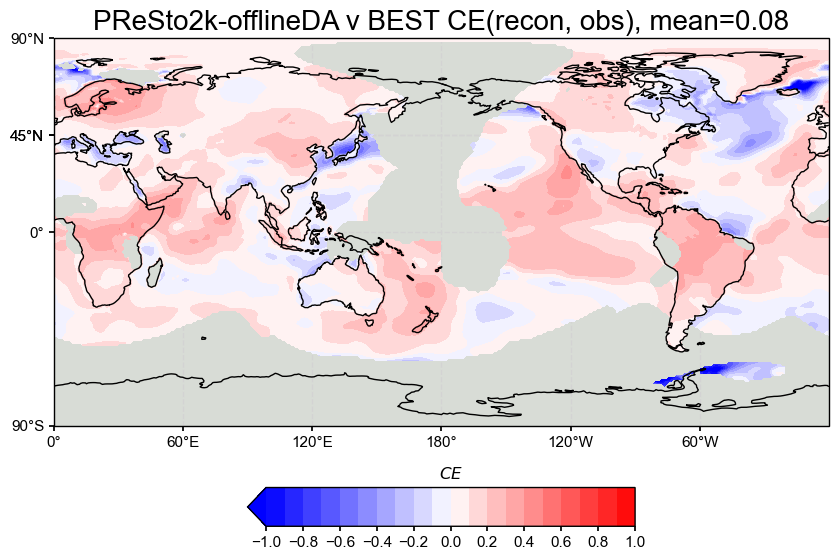 PReSto2k-offlineDA v BEST CE(recon, obs), mean=0.08
90°N
45°N
0°
90°S
0° 60°E 120°E 180° 120°W 60°W
CE
−1.0 −0.8 −0.6 −0.4 −0.2 0.0 0.2 0.4 0.6 0.8 1.0